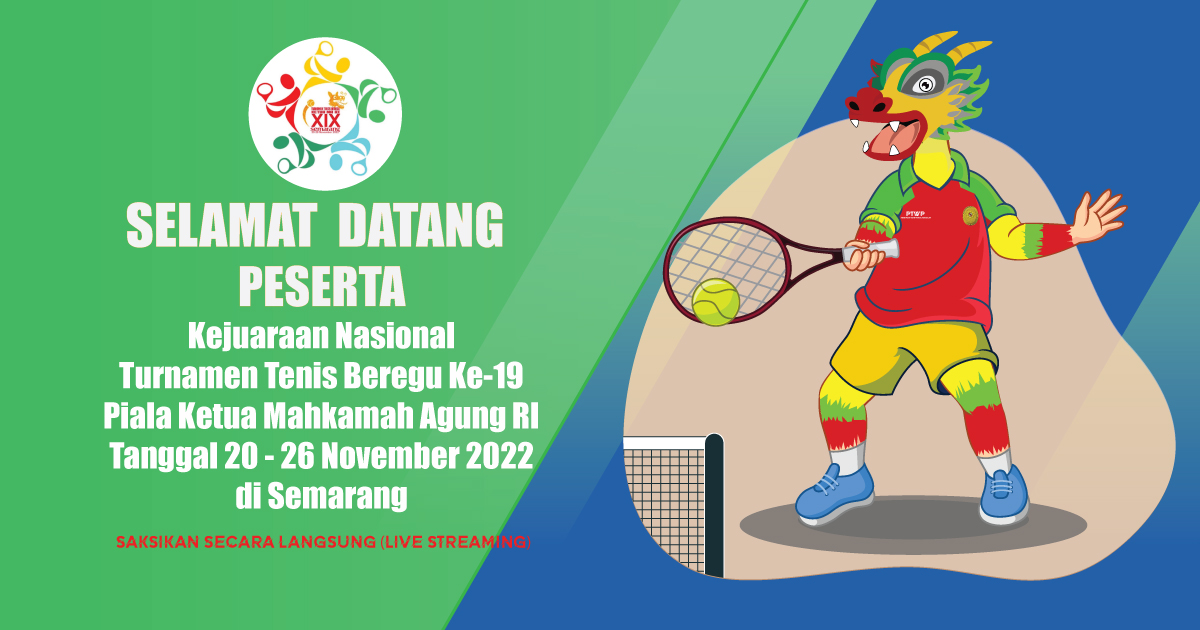 XIX
Semarang
SELAMAT DATANG
PESERTA
Kejuaraan Nasional
Turnamen Tenis Beregu Ke-19
Piala Ketua Mahkamah Agung RI
Tanggal 20 - 26 November 2022
di Semarang
SAKSIKAN SECARA LANGSUNG (LIVE STREAMING)
PTWP